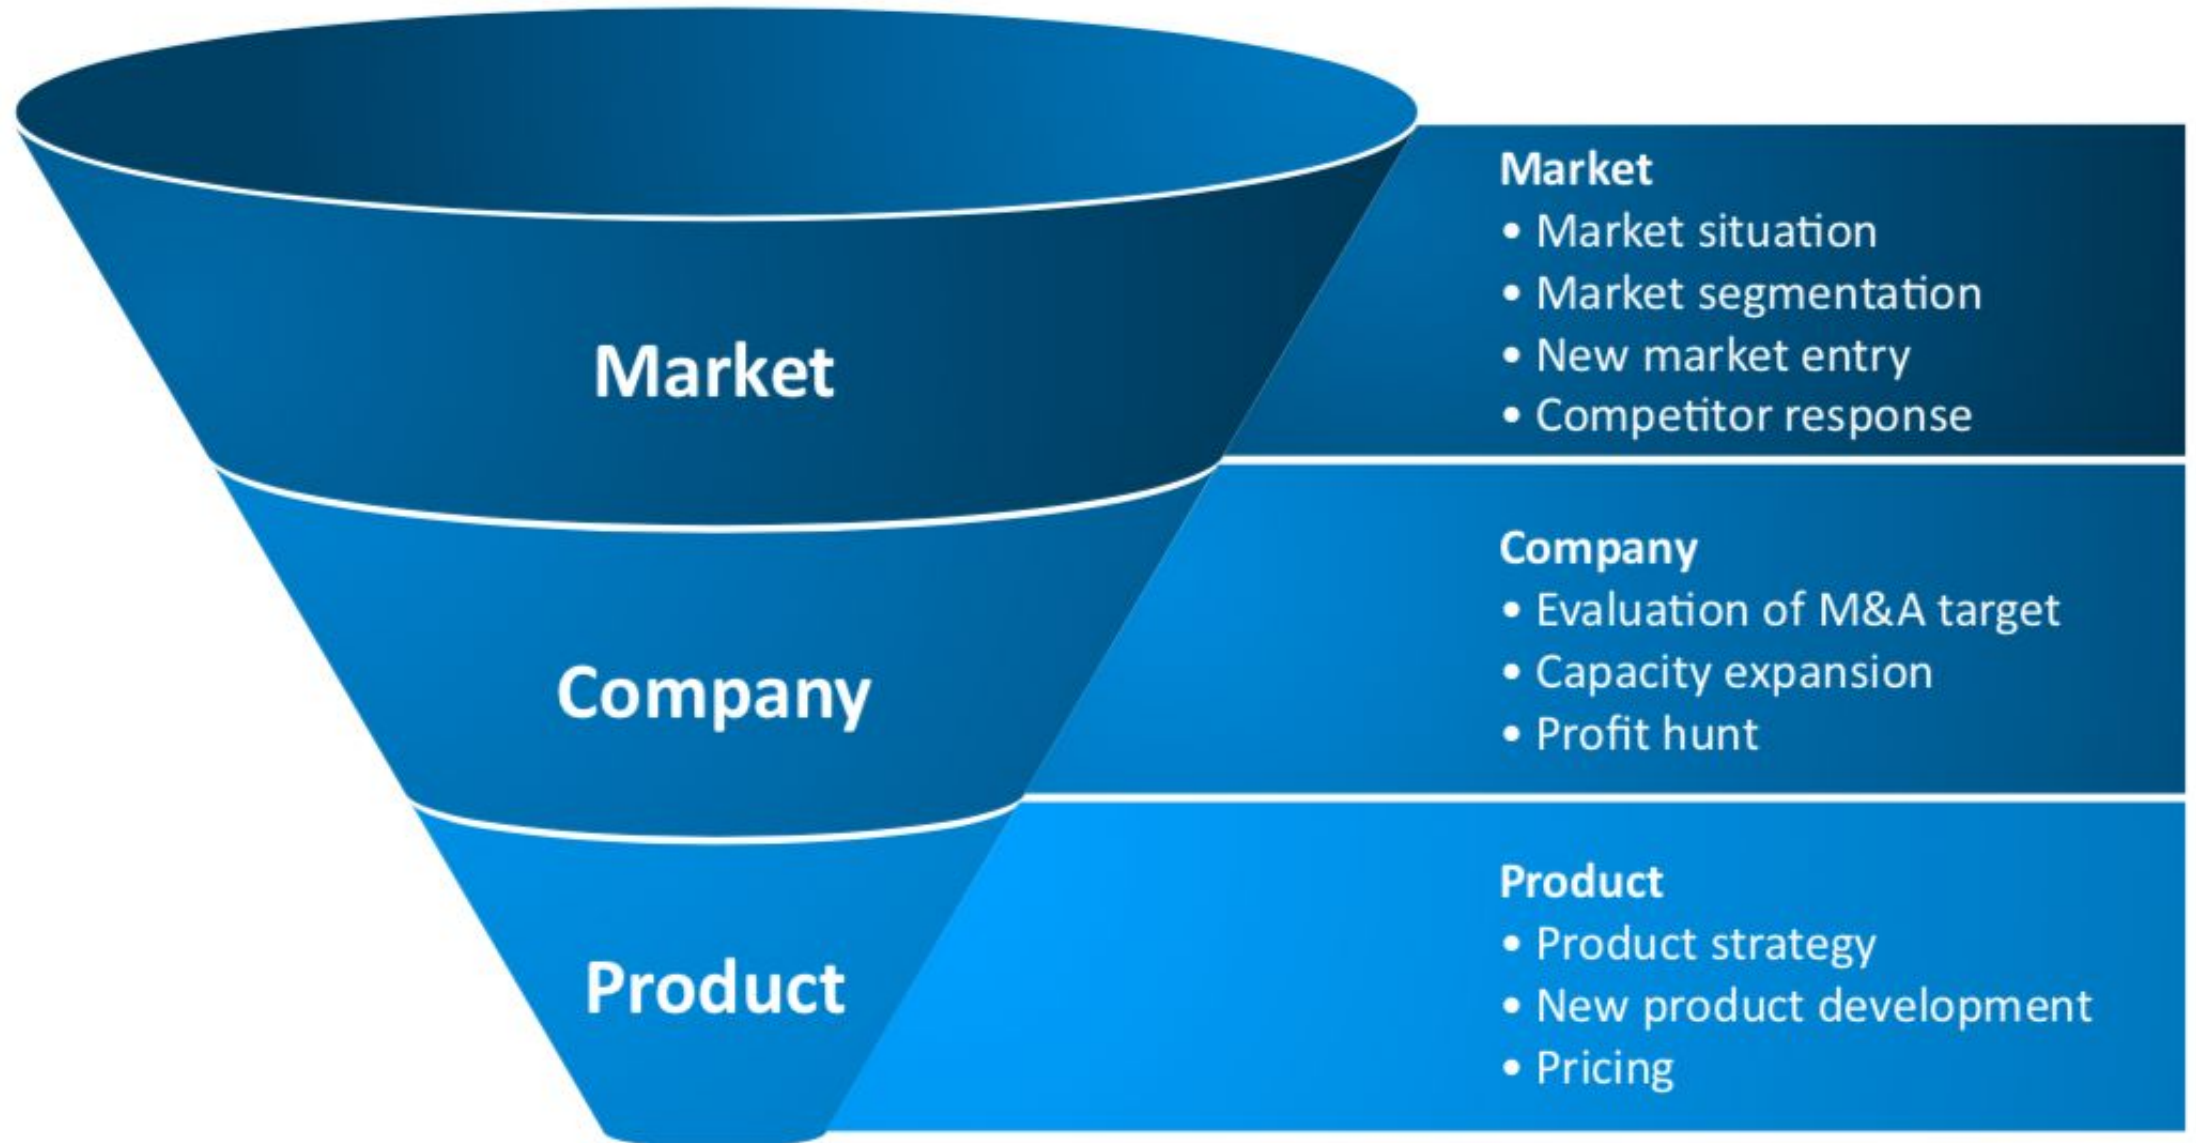 Market
Company
Product
Market
• Market situation
• Market segmentation
• New market entry
• Competitor response
Company
• Evaluation of M&A target
• Capacity expansion
• Profit hunt
Product
• Product strategy
• New product development
• Pricing